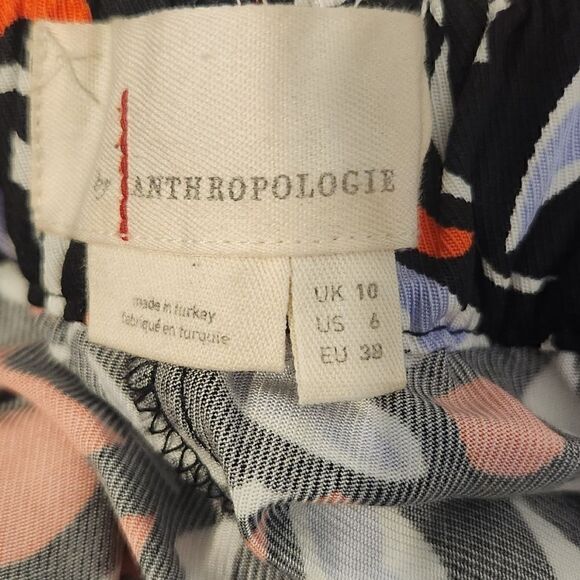 by ANTHROPOLOGIE
made in turkey
fabriqué en turquie
UK 10
US 6
EU 38